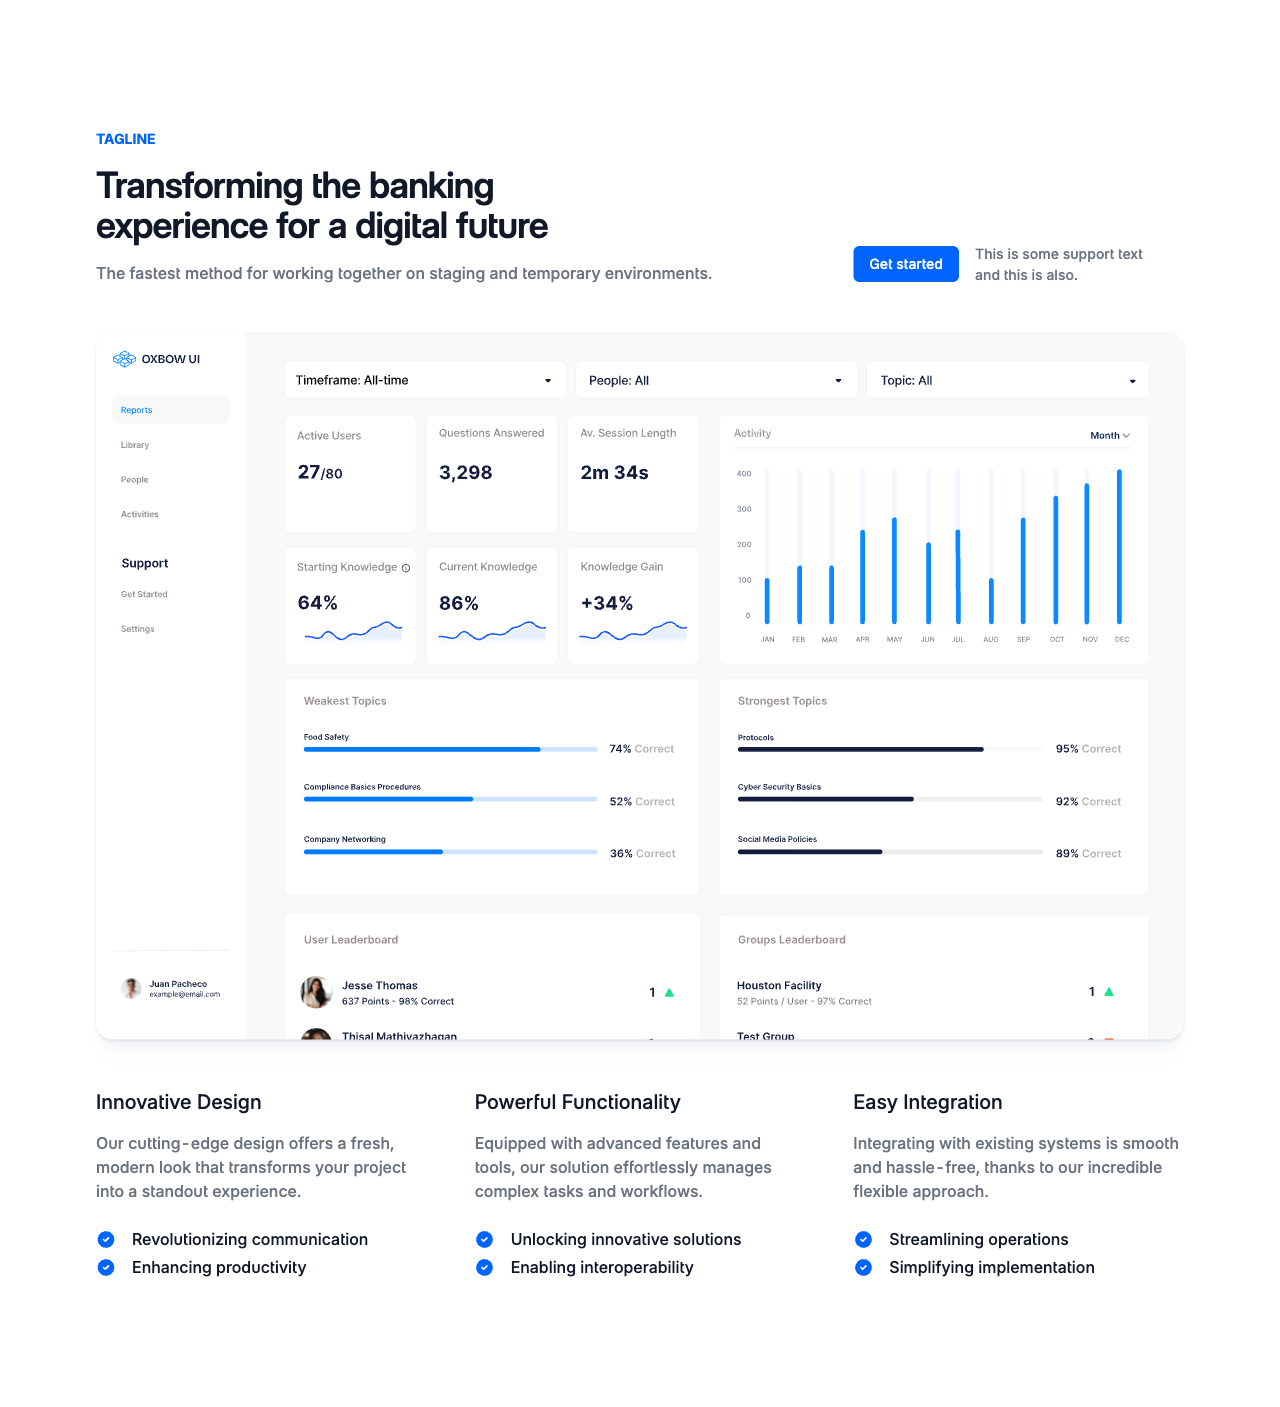 TAGLINE
Transforming the banking
experience for a digital future
The fastest method for working together on staging and temporary environments.
Get started
This is some support text
and this is also.
OXBOW UI
Reports
Library
People
Activities
Support
Get Started
Settings
Juan Pacheco
example@email.com
Timeframe: All-time
People: All
Topic: All
Active Users
27/80
Questions Answered
3,298
Av. Session Length
2m 34s
Starting Knowledge
64%
Current Knowledge
86%
Knowledge Gain
+34%
Activity
Month
400
300
200
100
0
JAN FEB MAR APR MAY JUN JUL AUG SEP OCT NOV DEC
Weakest Topics
Food Safety
74% Correct
Compliance Basics Procedures
52% Correct
Company Networking
36% Correct
Strongest Topics
Protocols
95% Correct
Cyber Security Basics
92% Correct
Social Media Policies
89% Correct
User Leaderboard
Jesse Thomas
637 Points - 98% Correct
1
Thisal Mathiyazhagan
Groups Leaderboard
Houston Facility
52 Points / User - 97% Correct
1
Test Group
Innovative Design
Our cutting-edge design offers a fresh,
modern look that transforms your project
into a standout experience.
Revolutionizing communication
Enhancing productivity
Powerful Functionality
Equipped with advanced features and
tools, our solution effortlessly manages
complex tasks and workflows.
Unlocking innovative solutions
Enabling interoperability
Easy Integration
Integrating with existing systems is smooth
and hassle-free, thanks to our incredible
flexible approach.
Streamlining operations
Simplifying implementation